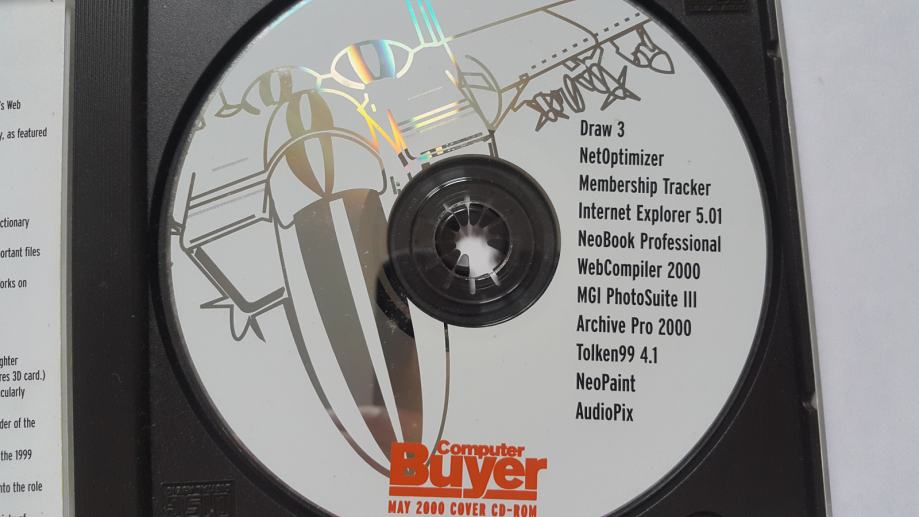 's Web
y, as featured
ctionary
ortant files
orks on
ghter
res 3D card.)
cularly
der of the
the 1999
nto the role
Draw 3
NetOptimizer
Membership Tracker
Internet Explorer 5.01
NeoBook Professional
WebCompiler 2000
MGI PhotoSuite III
Archive Pro 2000
Tolken99 4.1
NeoPaint
AudioPix
Computer
Buyer
MAY 2000 COVER CD-ROM